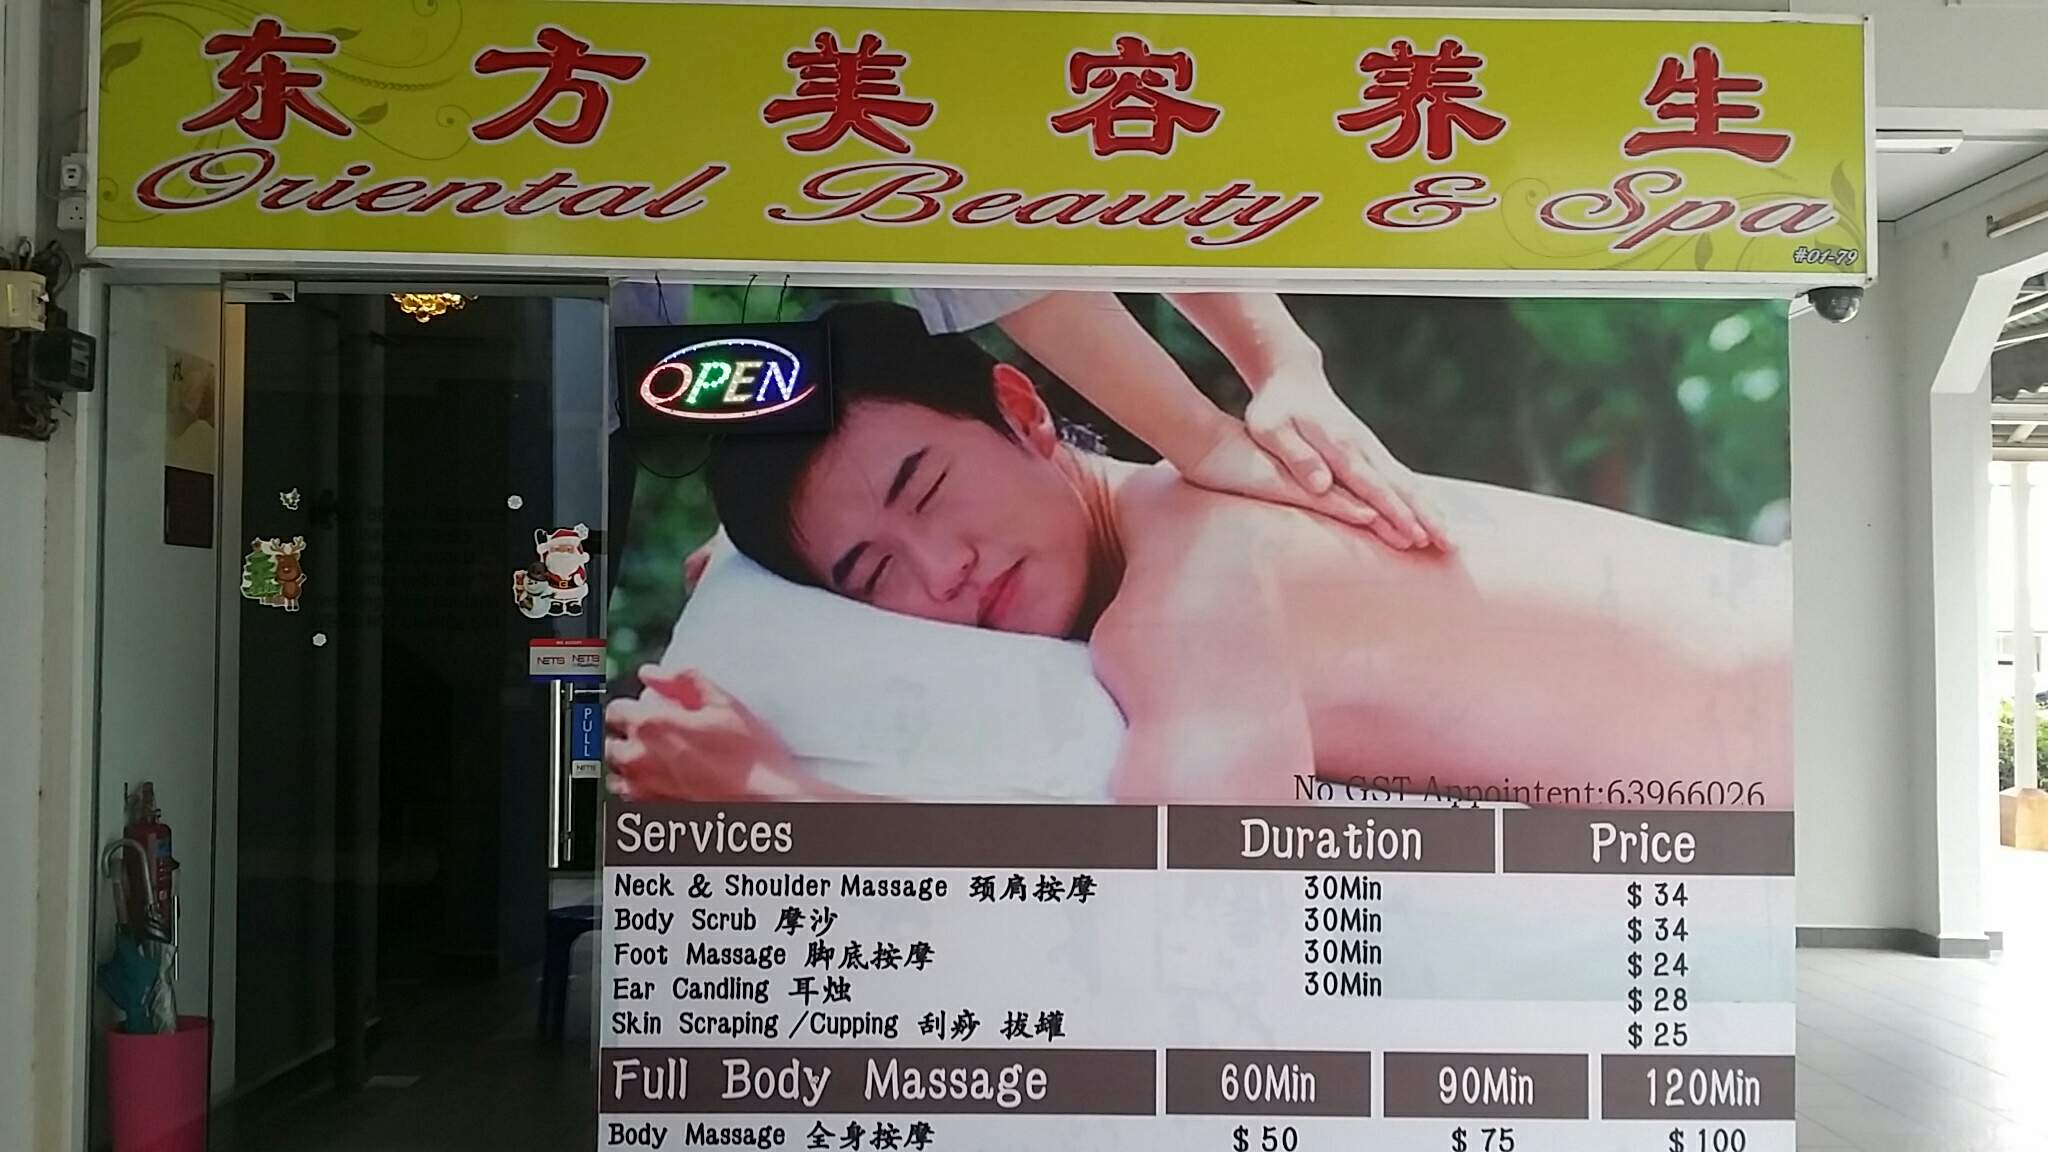 东方美容养生
Oriental Beauty & Spa
#01-79
OPEN
NETS NETS
PULL
NETS
No GST Appointent:63966026
Services Duration Price
Neck & Shoulder Massage 颈肩按摩 30Min $34
Body Scrub 摩沙 30Min $34
Foot Massage 脚底按摩 30Min $24
Ear Candling 耳烛 30Min $28
Skin Scraping /Cupping 刮痧 拔罐 $25
Full Body Massage 60Min 90Min 120Min
Body Massage 全身按摩 $50 $75 $100